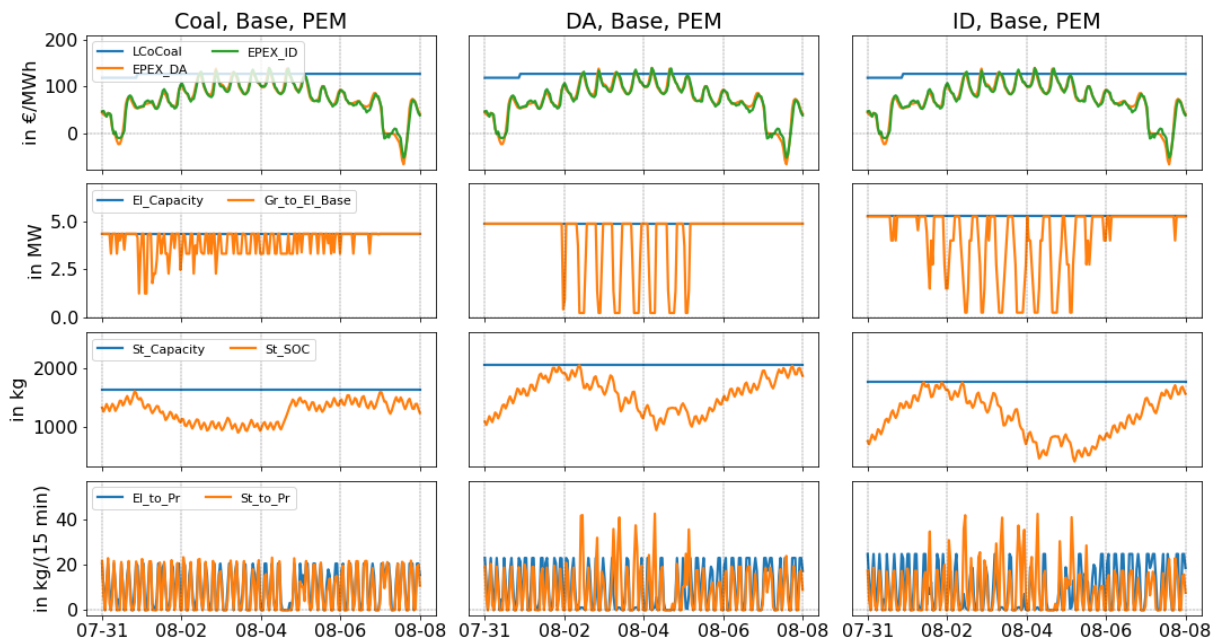 Coal, Base, PEM
DA, Base, PEM
ID, Base, PEM
in €/MWh
200
100
0
LCoCoal
EPEX_DA
EPEX_ID
in MW
5.0
2.5
0.0
El_Capacity
Gr_to_El_Base
in kg
2000
1000
St_Capacity
St_SOC
in kg/(15 min)
40
20
0
El_to_Pr
St_to_Pr
07-31 08-02 08-04 08-06 08-08
07-31 08-02 08-04 08-06 08-08
07-31 08-02 08-04 08-06 08-08